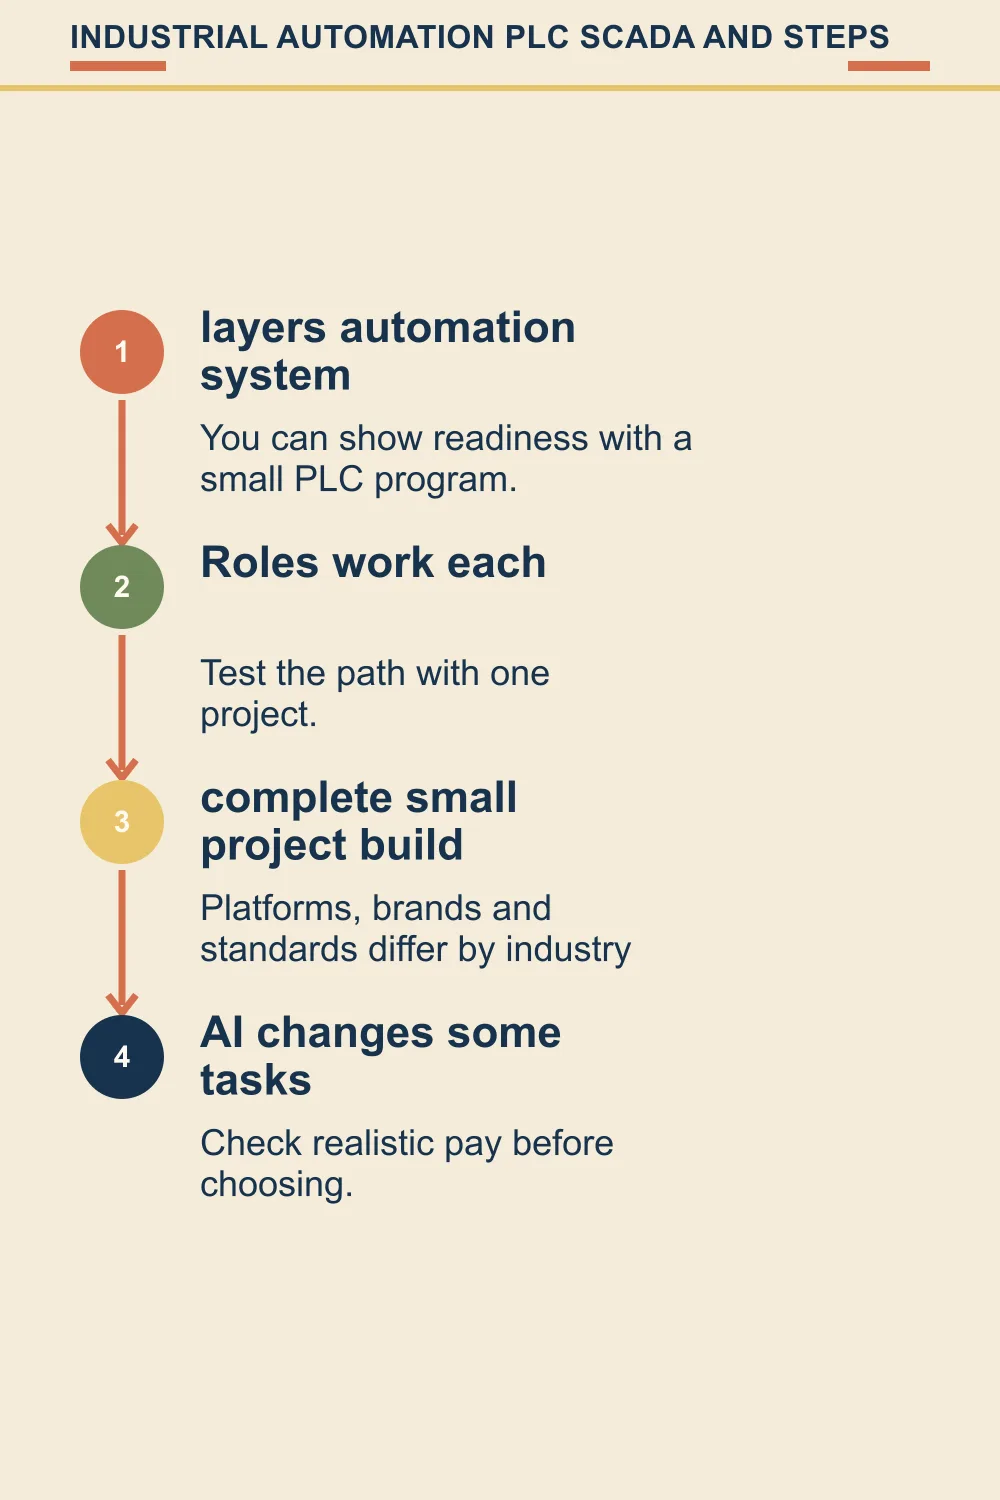 INDUSTRIAL AUTOMATION PLC SCADA AND STEPS
1
layers automation
system
You can show readiness with a
small PLC program.
2
Roles work each
Test the path with one
project.
3
complete small
project build
Platforms, brands and
standards differ by industry
4
AI changes some
tasks
Check realistic pay before
choosing.